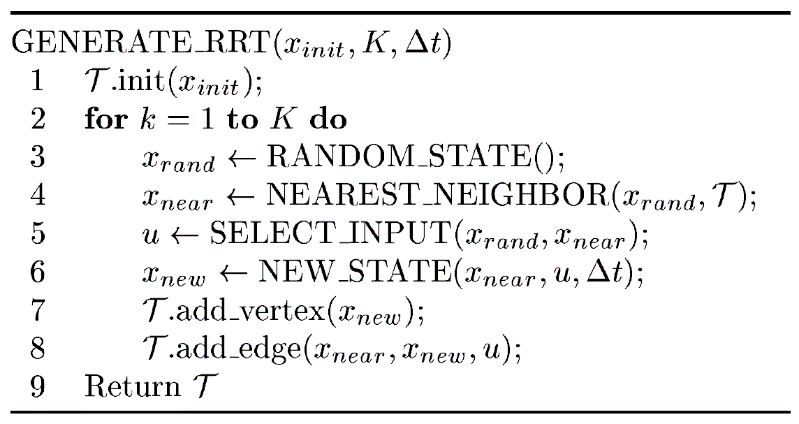 GENERATE_RRT(x_init, K, Δt)
1 𝒯.init(x_init);
2 for k = 1 to K do
3 x_rand ← RANDOM_STATE();
4 x_near ← NEAREST_NEIGHBOR(x_rand, 𝒯);
5 u ← SELECT_INPUT(x_rand, x_near);
6 x_new ← NEW_STATE(x_near, u, Δt);
7 𝒯.add_vertex(x_new);
8 𝒯.add_edge(x_near, x_new, u);
9 Return 𝒯